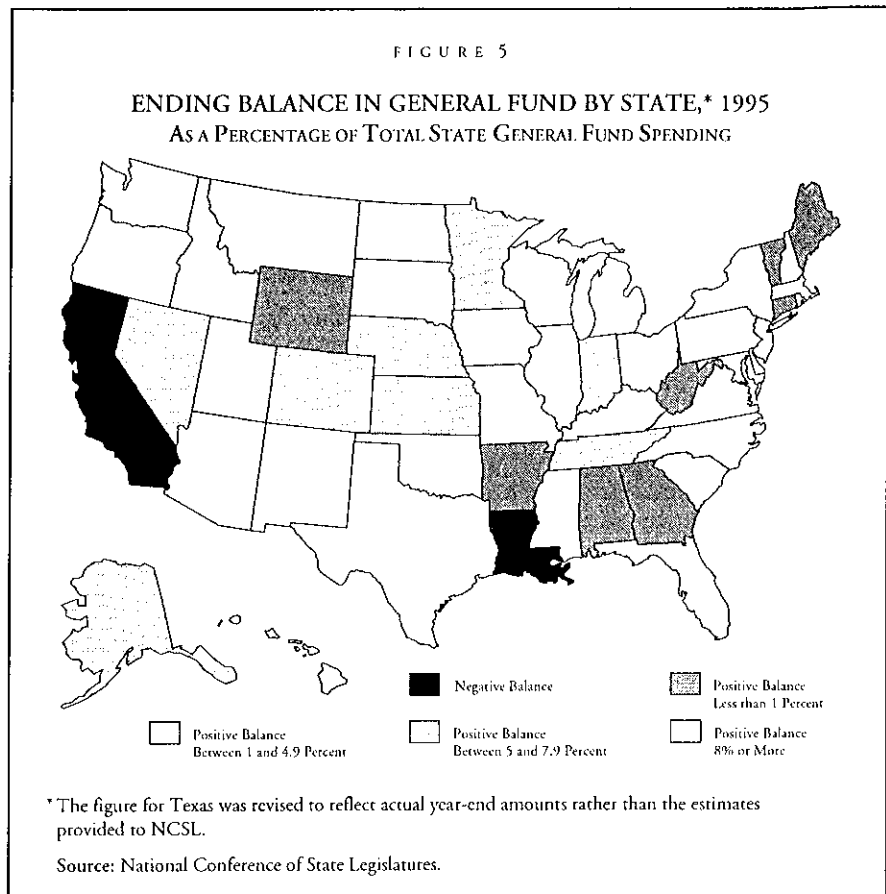 FIGURE 5
ENDING BALANCE IN GENERAL FUND BY STATE,* 1995
AS A PERCENTAGE OF TOTAL STATE GENERAL FUND SPENDING
Negative Balance
Positive Balance
Less than 1 Percent
Positive Balance
Between 1 and 4.9 Percent
Positive Balance
Between 5 and 7.9 Percent
Positive Balance
8% or More
* The figure for Texas was revised to reflect actual year-end amounts rather than the estimates
provided to NCSL.
Source: National Conference of State Legislatures.